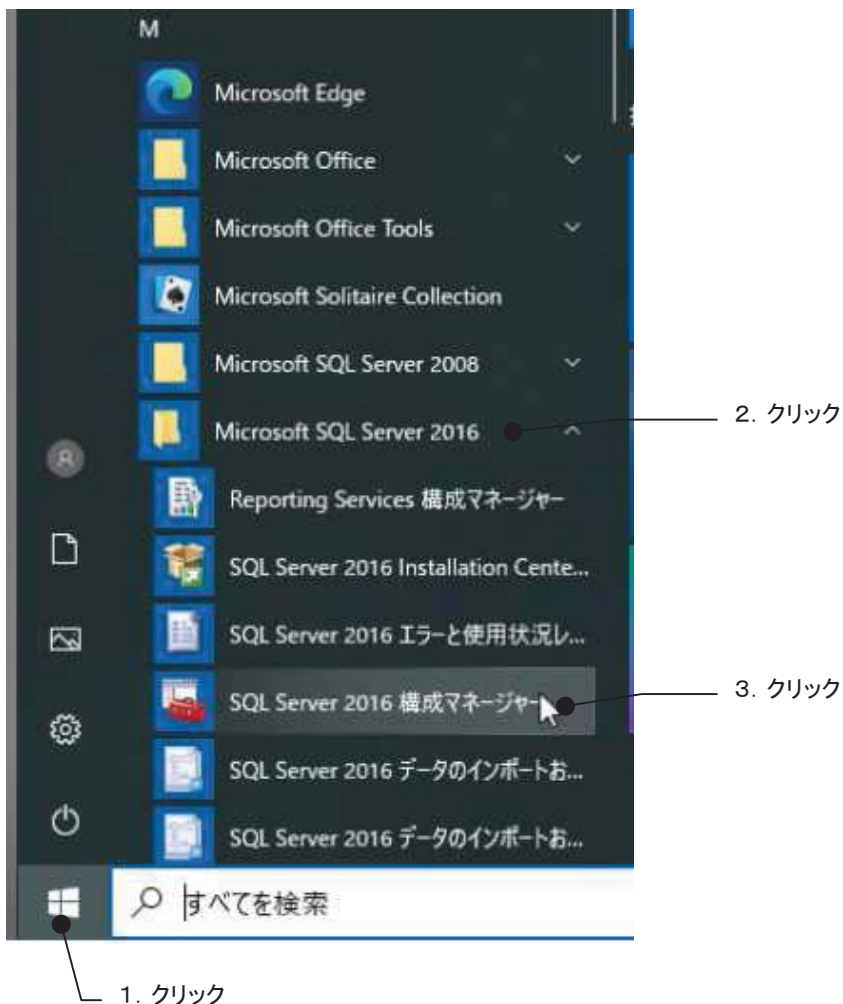 M
Microsoft Edge
Microsoft Office
Microsoft Office Tools
Microsoft Solitaire Collection
Microsoft SQL Server 2008
Microsoft SQL Server 2016
2. クリック
Reporting Services 構成マネージャー
SQL Server 2016 Installation Cente...
SQL Server 2016 エラーと使用状況レ...
SQL Server 2016 構成マネージャー
3. クリック
SQL Server 2016 データのインポートお...
SQL Server 2016 データのインポートお...
すべてを検索
1. クリック